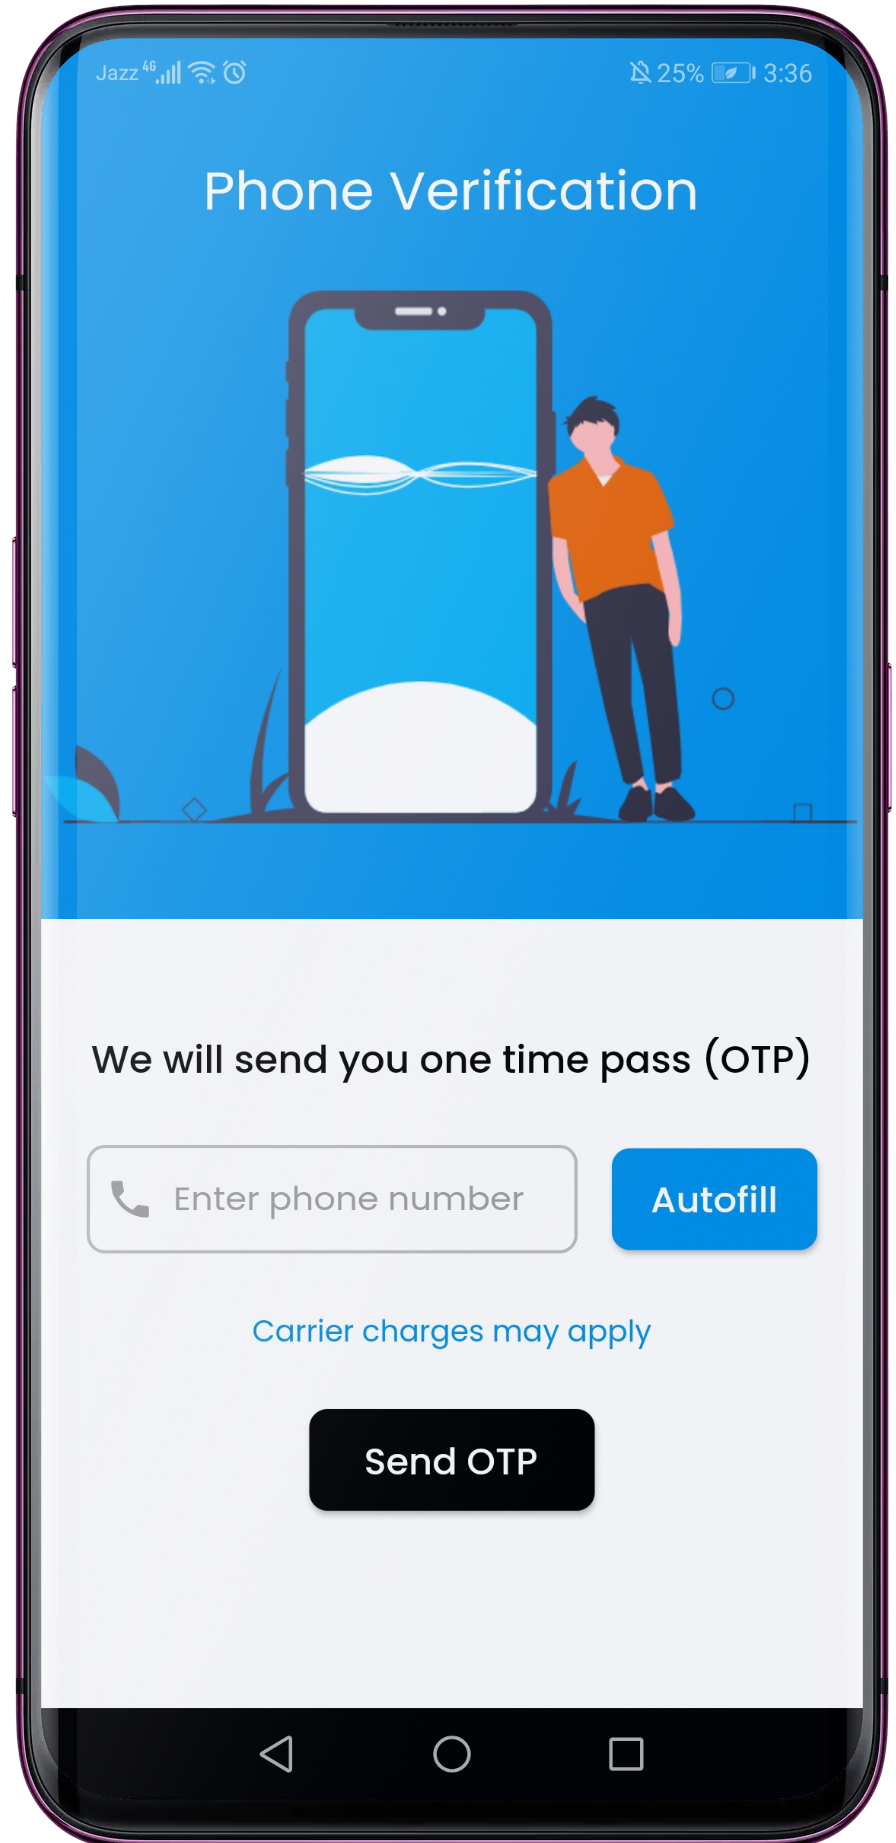 Jazz 4G 25% 3:36
Phone Verification
We will send you one time pass (OTP)
Enter phone number Autofill
Carrier charges may apply
Send OTP